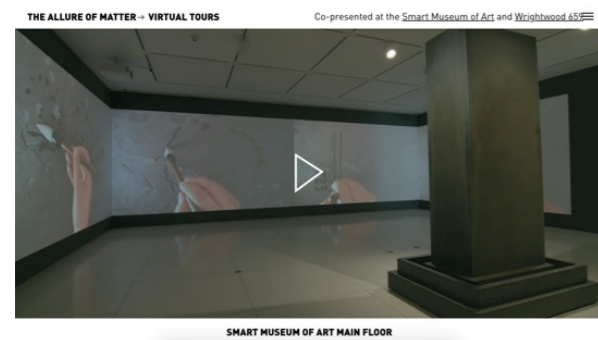 THE ALLURE OF MATTER → VIRTUAL TOURS
Co-presented at the Smart Museum of Art and Wrightwood 659
SMART MUSEUM OF ART MAIN FLOOR